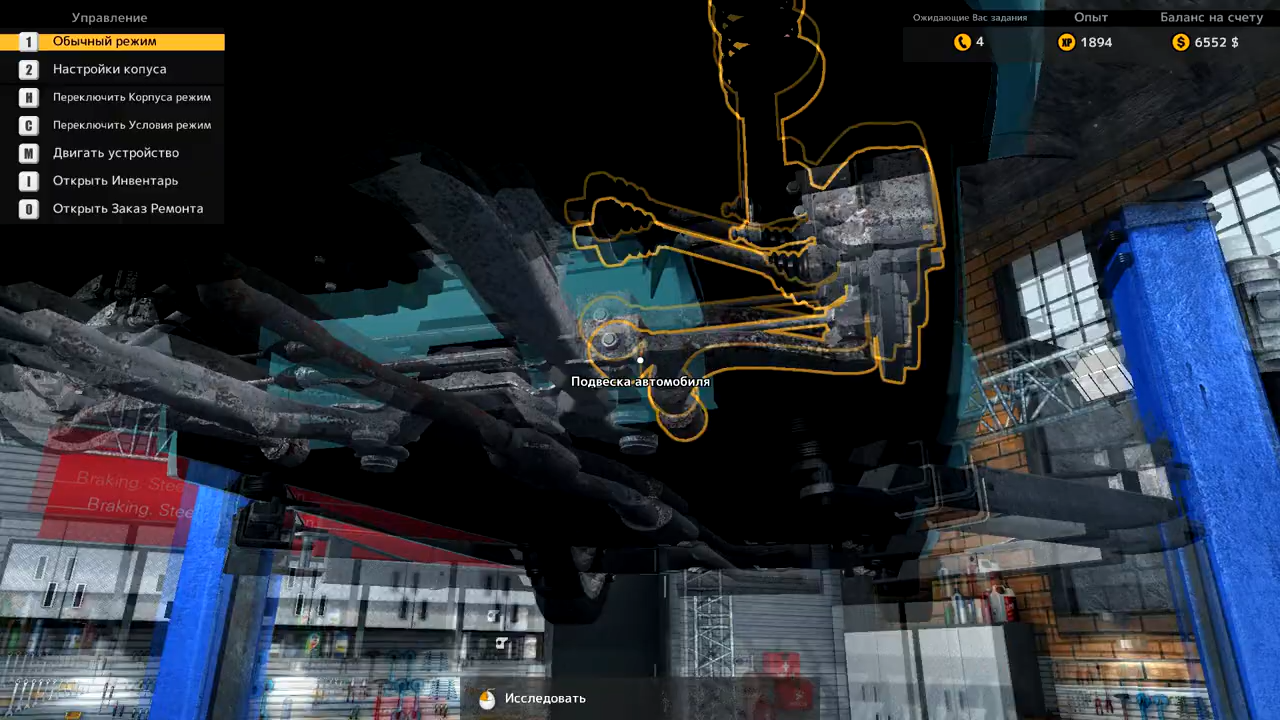 Управление
1 Обычный режим
2 Настройки копуса
H Переключить Корпуса режим
C Переключить Условия режим
M Двигать устройство
I Открыть Инвентарь
O Открыть Заказ Ремонта
Ожидающие Вас задания
4
Опыт
XP 1894
Баланс на счету
$ 6552 $
Подвеска автомобиля
Braking. Stee
Braking. Stee
Исследовать